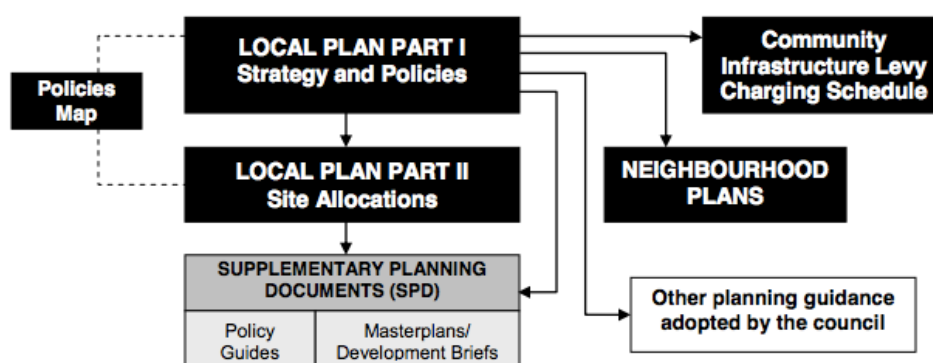 LOCAL PLAN PART I
Strategy and Policies
Community
Infrastructure Levy
Charging Schedule
Policies
Map
LOCAL PLAN PART II
Site Allocations
NEIGHBOURHOOD
PLANS
SUPPLEMENTARY PLANNING
DOCUMENTS (SPD)
Policy
Guides
Masterplans/
Development Briefs
Other planning guidance
adopted by the council